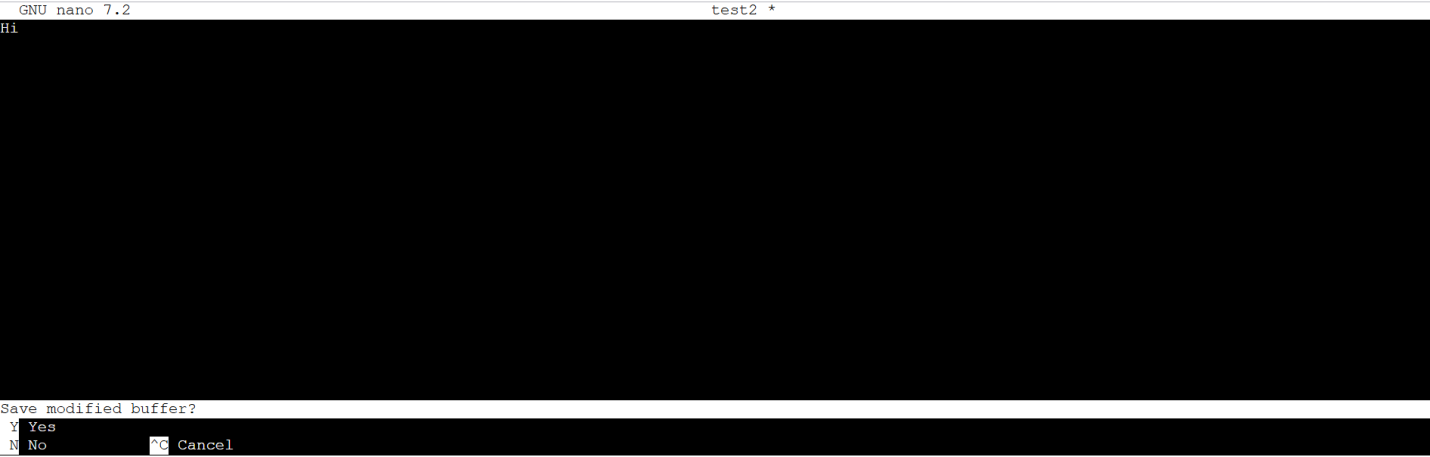 GNU nano 7.2 test2 *
Hi
Save modified buffer?
Y Yes
N No ^C Cancel